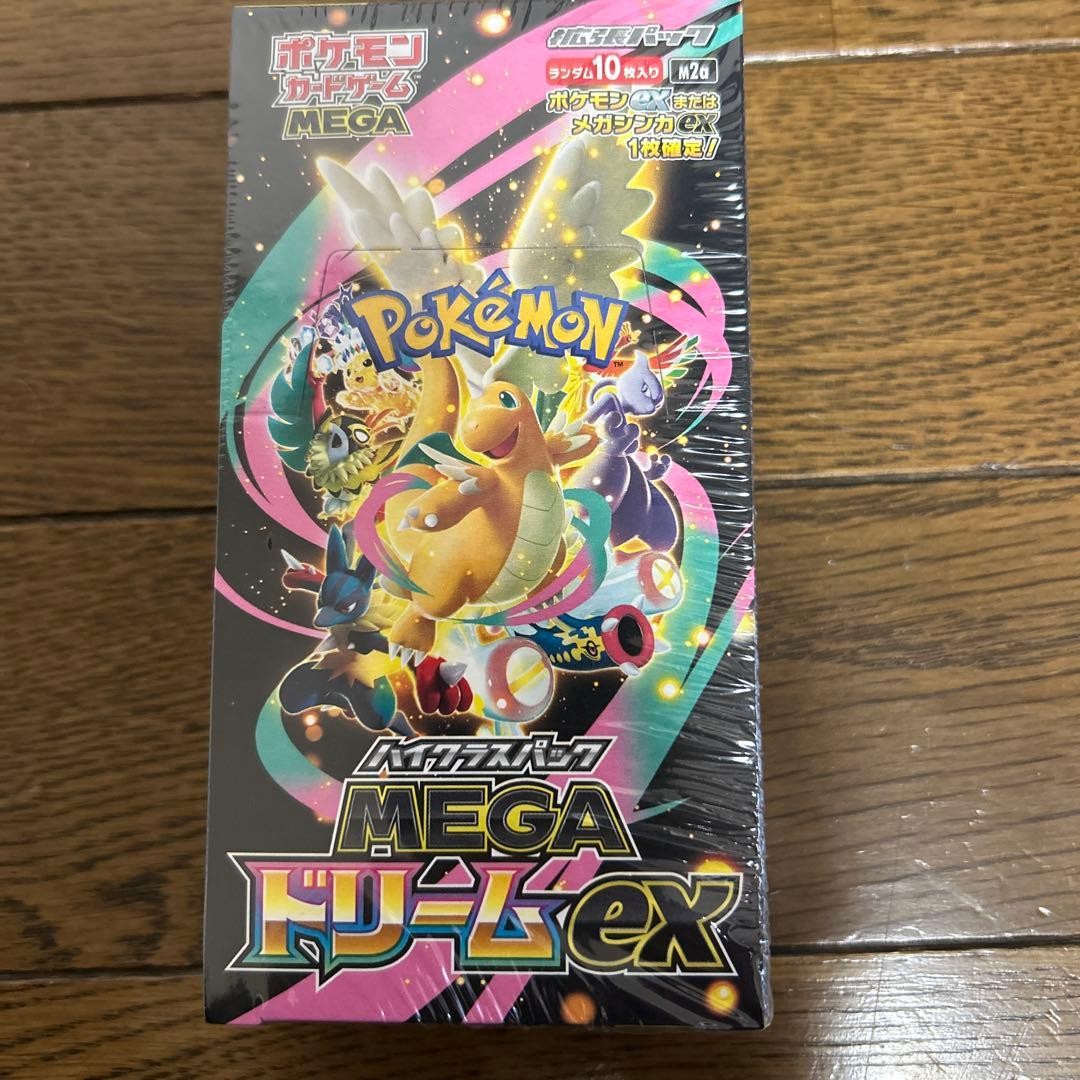 ポケモン
カードゲーム
MEGA
拡張パック
ランダム10枚入り
M2a
ポケモンexまたは
メガシンカex
1枚確定!
POKéMON
TM
ハイクラスパック
MEGA
ドリームex